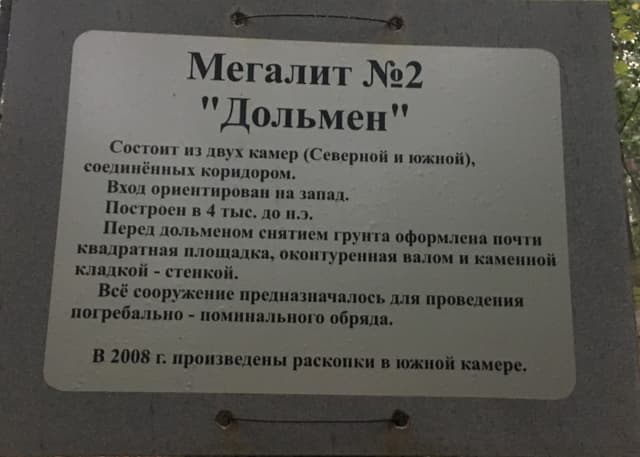 Мегалит №2
"Дольмен"
Состоит из двух камер (Северной и южной),
соединённых коридором.
Вход ориентирован на запад.
Построен в 4 тыс. до н.э.
Перед дольменом снятием грунта оформлена почти
квадратная площадка, оконтуренная валом и каменной
кладкой - стенкой.
Всё сооружение предназначалось для проведения
погребально - поминального обряда.
В 2008 г. произведены раскопки в южной камере.